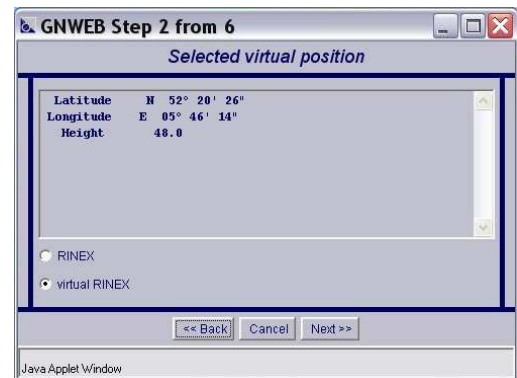 GNWEB Step 2 from 6
Selected virtual position
Latitude N 52° 20' 26"
Longitude E 05° 46' 14"
Height 48.0
RINEX
virtual RINEX
<< Back Cancel Next >>
Java Applet Window